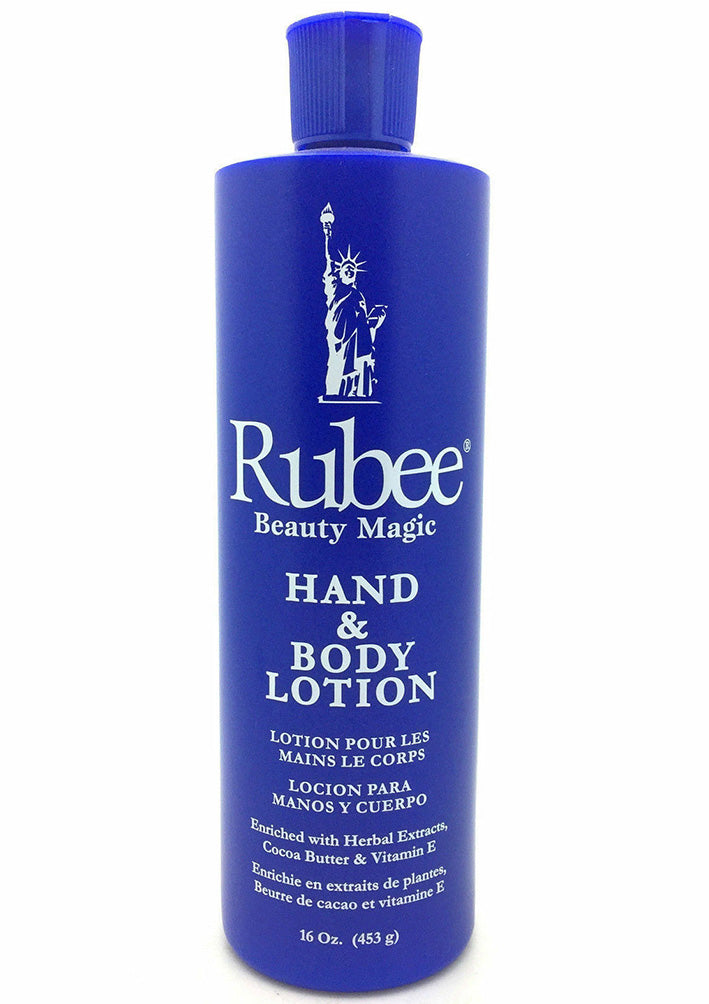 Rubee®
Beauty Magic
HAND
&
BODY
LOTION
LOTION POUR LES
MAINS LE CORPS
LOCION PARA
MANOS Y CUERPO
Enriched with Herbal Extracts,
Cocoa Butter & Vitamin E
Enrichie en extraits de plantes,
Beurre de cacao et vitamine E
16 Oz. (453 g)